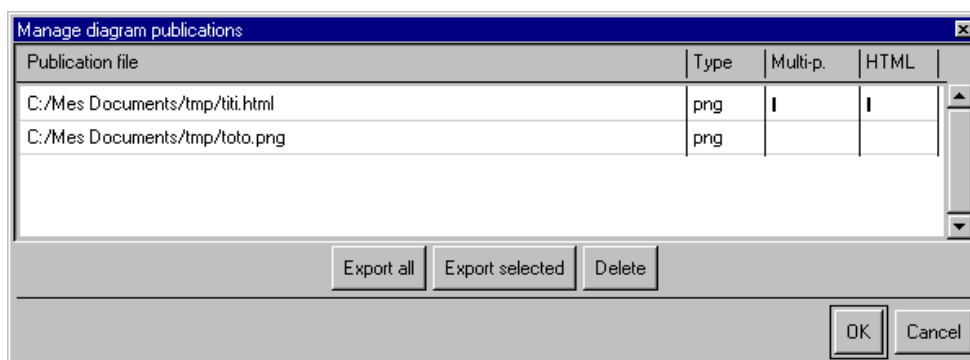 Manage diagram publications
Publication file Type Multi-p. HTML
C:/Mes Documents/tmp/titi.html png I I
C:/Mes Documents/tmp/toto.png png
Export all Export selected Delete
OK Cancel